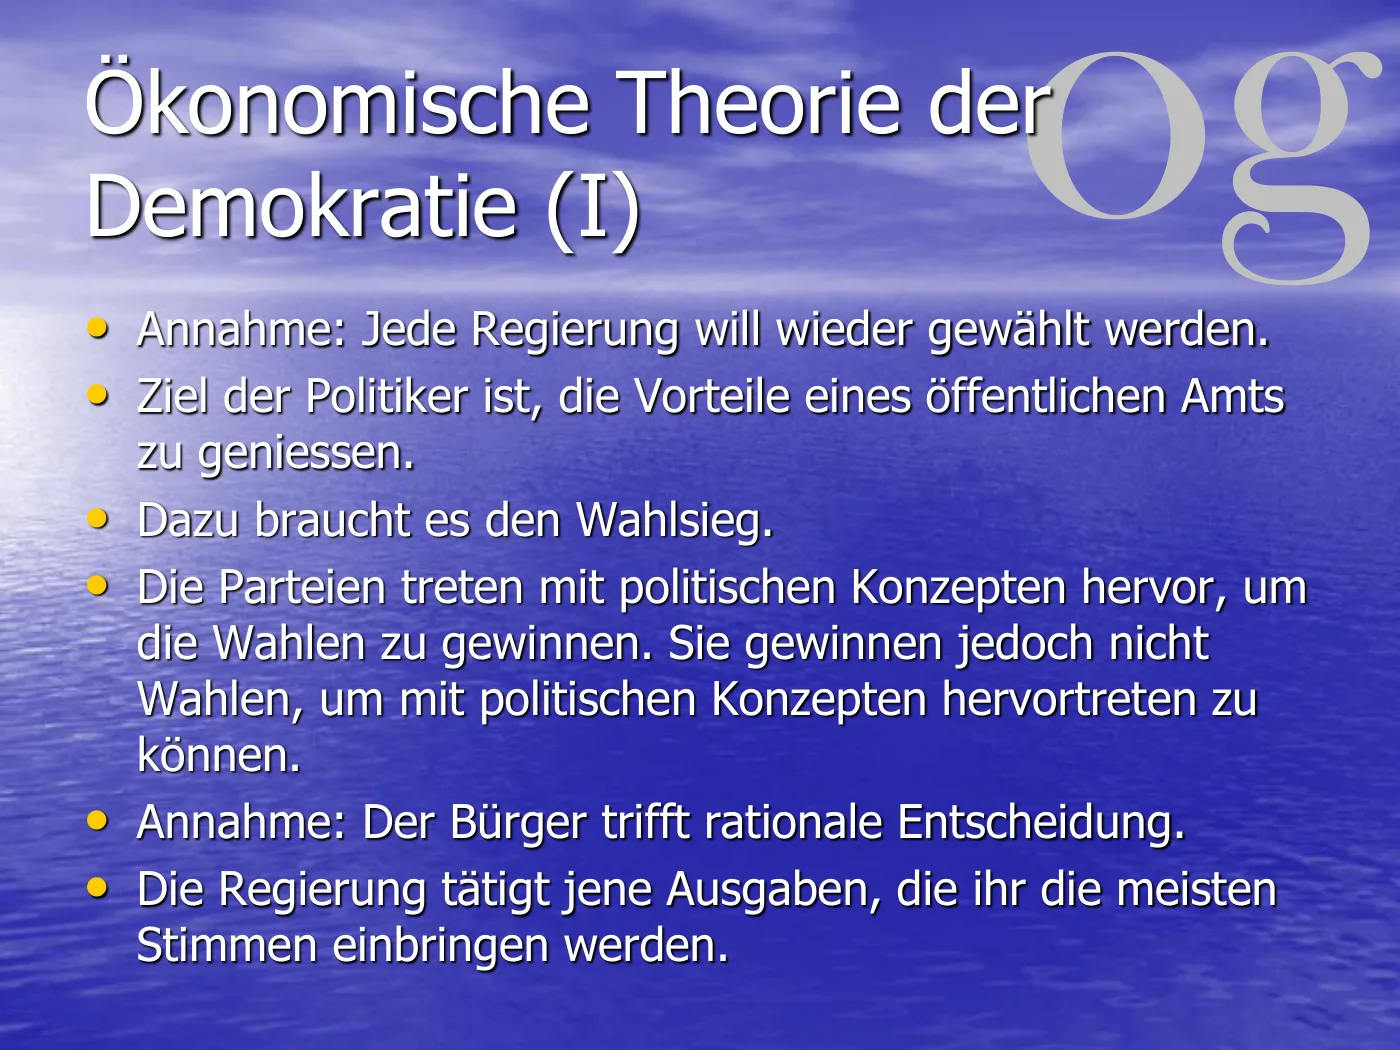 Ökonomische Theorie der
Demokratie (I)
og
• Annahme: Jede Regierung will wieder gewählt werden.
• Ziel der Politiker ist, die Vorteile eines öffentlichen Amts
zu geniessen.
• Dazu braucht es den Wahlsieg.
• Die Parteien treten mit politischen Konzepten hervor, um
die Wahlen zu gewinnen. Sie gewinnen jedoch nicht
Wahlen, um mit politischen Konzepten hervortreten zu
können.
• Annahme: Der Bürger trifft rationale Entscheidung.
• Die Regierung tätigt jene Ausgaben, die ihr die meisten
Stimmen einbringen werden.